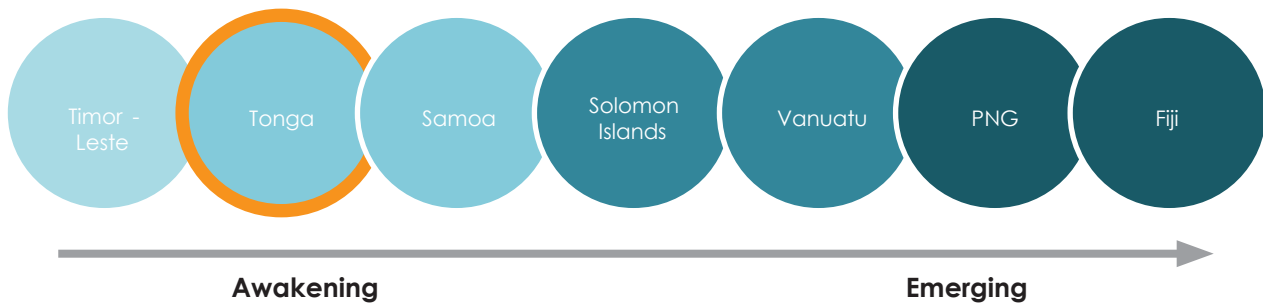 Timor -
Leste
Tonga
Samoa
Solomon
Islands
Vanuatu
PNG
Fiji
Awakening
Emerging